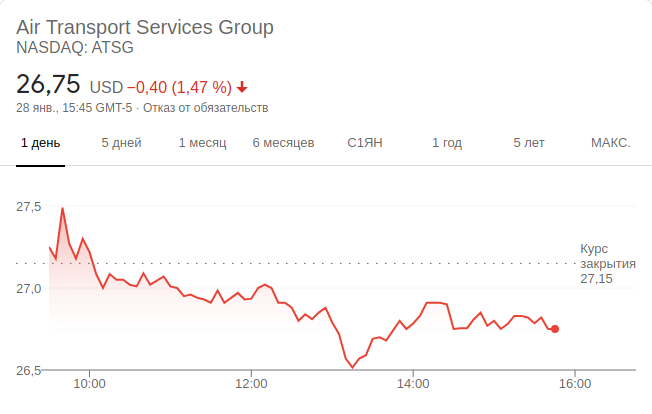 Air Transport Services Group
NASDAQ: ATSG
26,75 USD −0,40 (1,47 %)
28 янв., 15:45 GMT-5 · Отказ от обязательств
1 день 5 дней 1 месяц 6 месяцев С1ЯН 1 год 5 лет МАКС.
27,5
Курс
закрытия
27,15
27,0
26,5
10:00 12:00 14:00 16:00